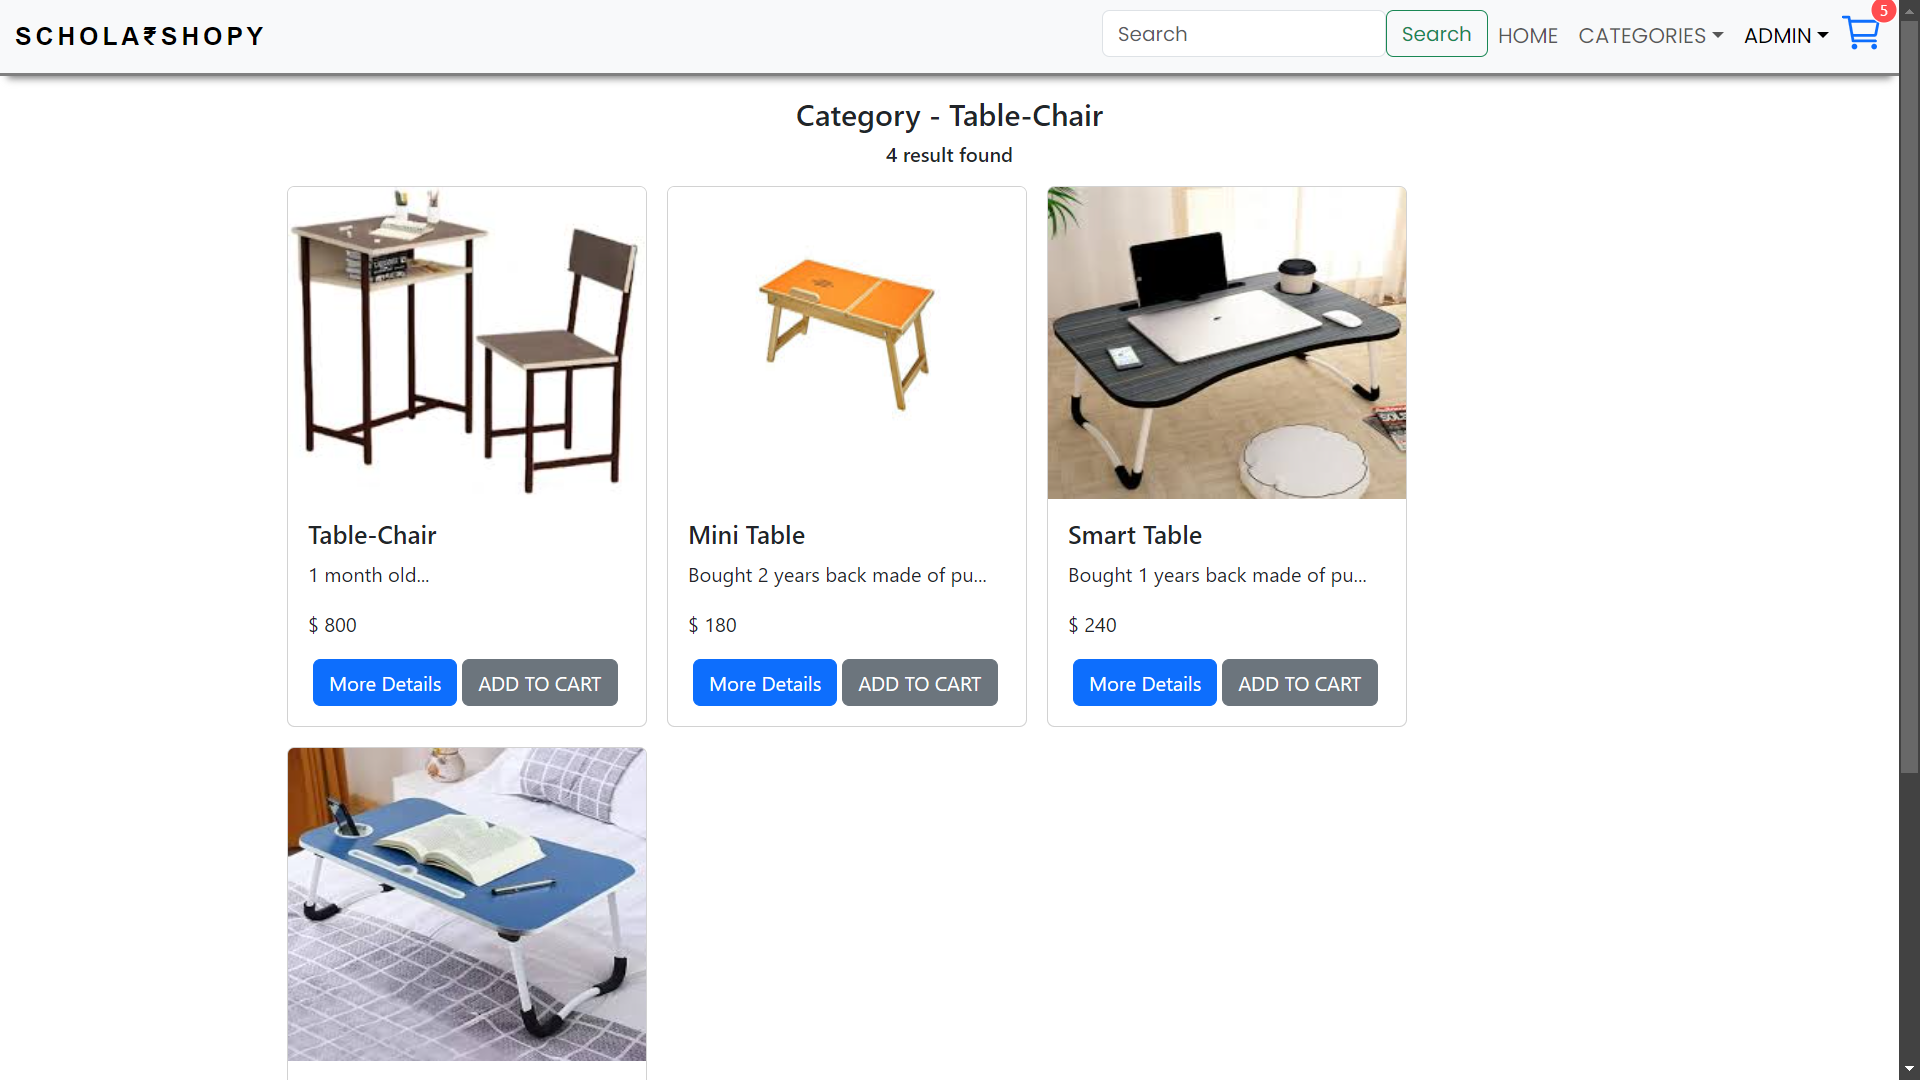 SCHOLA₹SHOPY
Search Search HOME CATEGORIES ADMIN 5
Category - Table-Chair
4 result found
Table-Chair
1 month old...
$ 800
More Details ADD TO CART
Mini Table
Bought 2 years back made of pu...
$ 180
More Details ADD TO CART
Smart Table
Bought 1 years back made of pu...
$ 240
More Details ADD TO CART